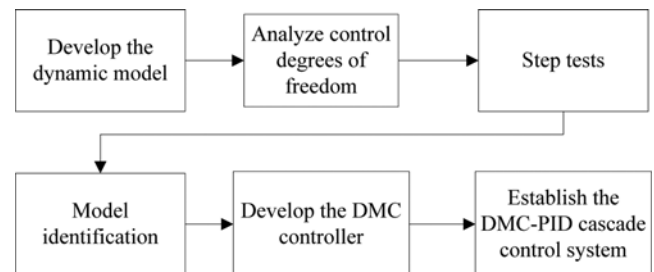 Develop the
dynamic model
Analyze control
degrees of
freedom
Step tests
Model
identification
Develop the DMC
controller
Establish the
DMC-PID cascade
control system